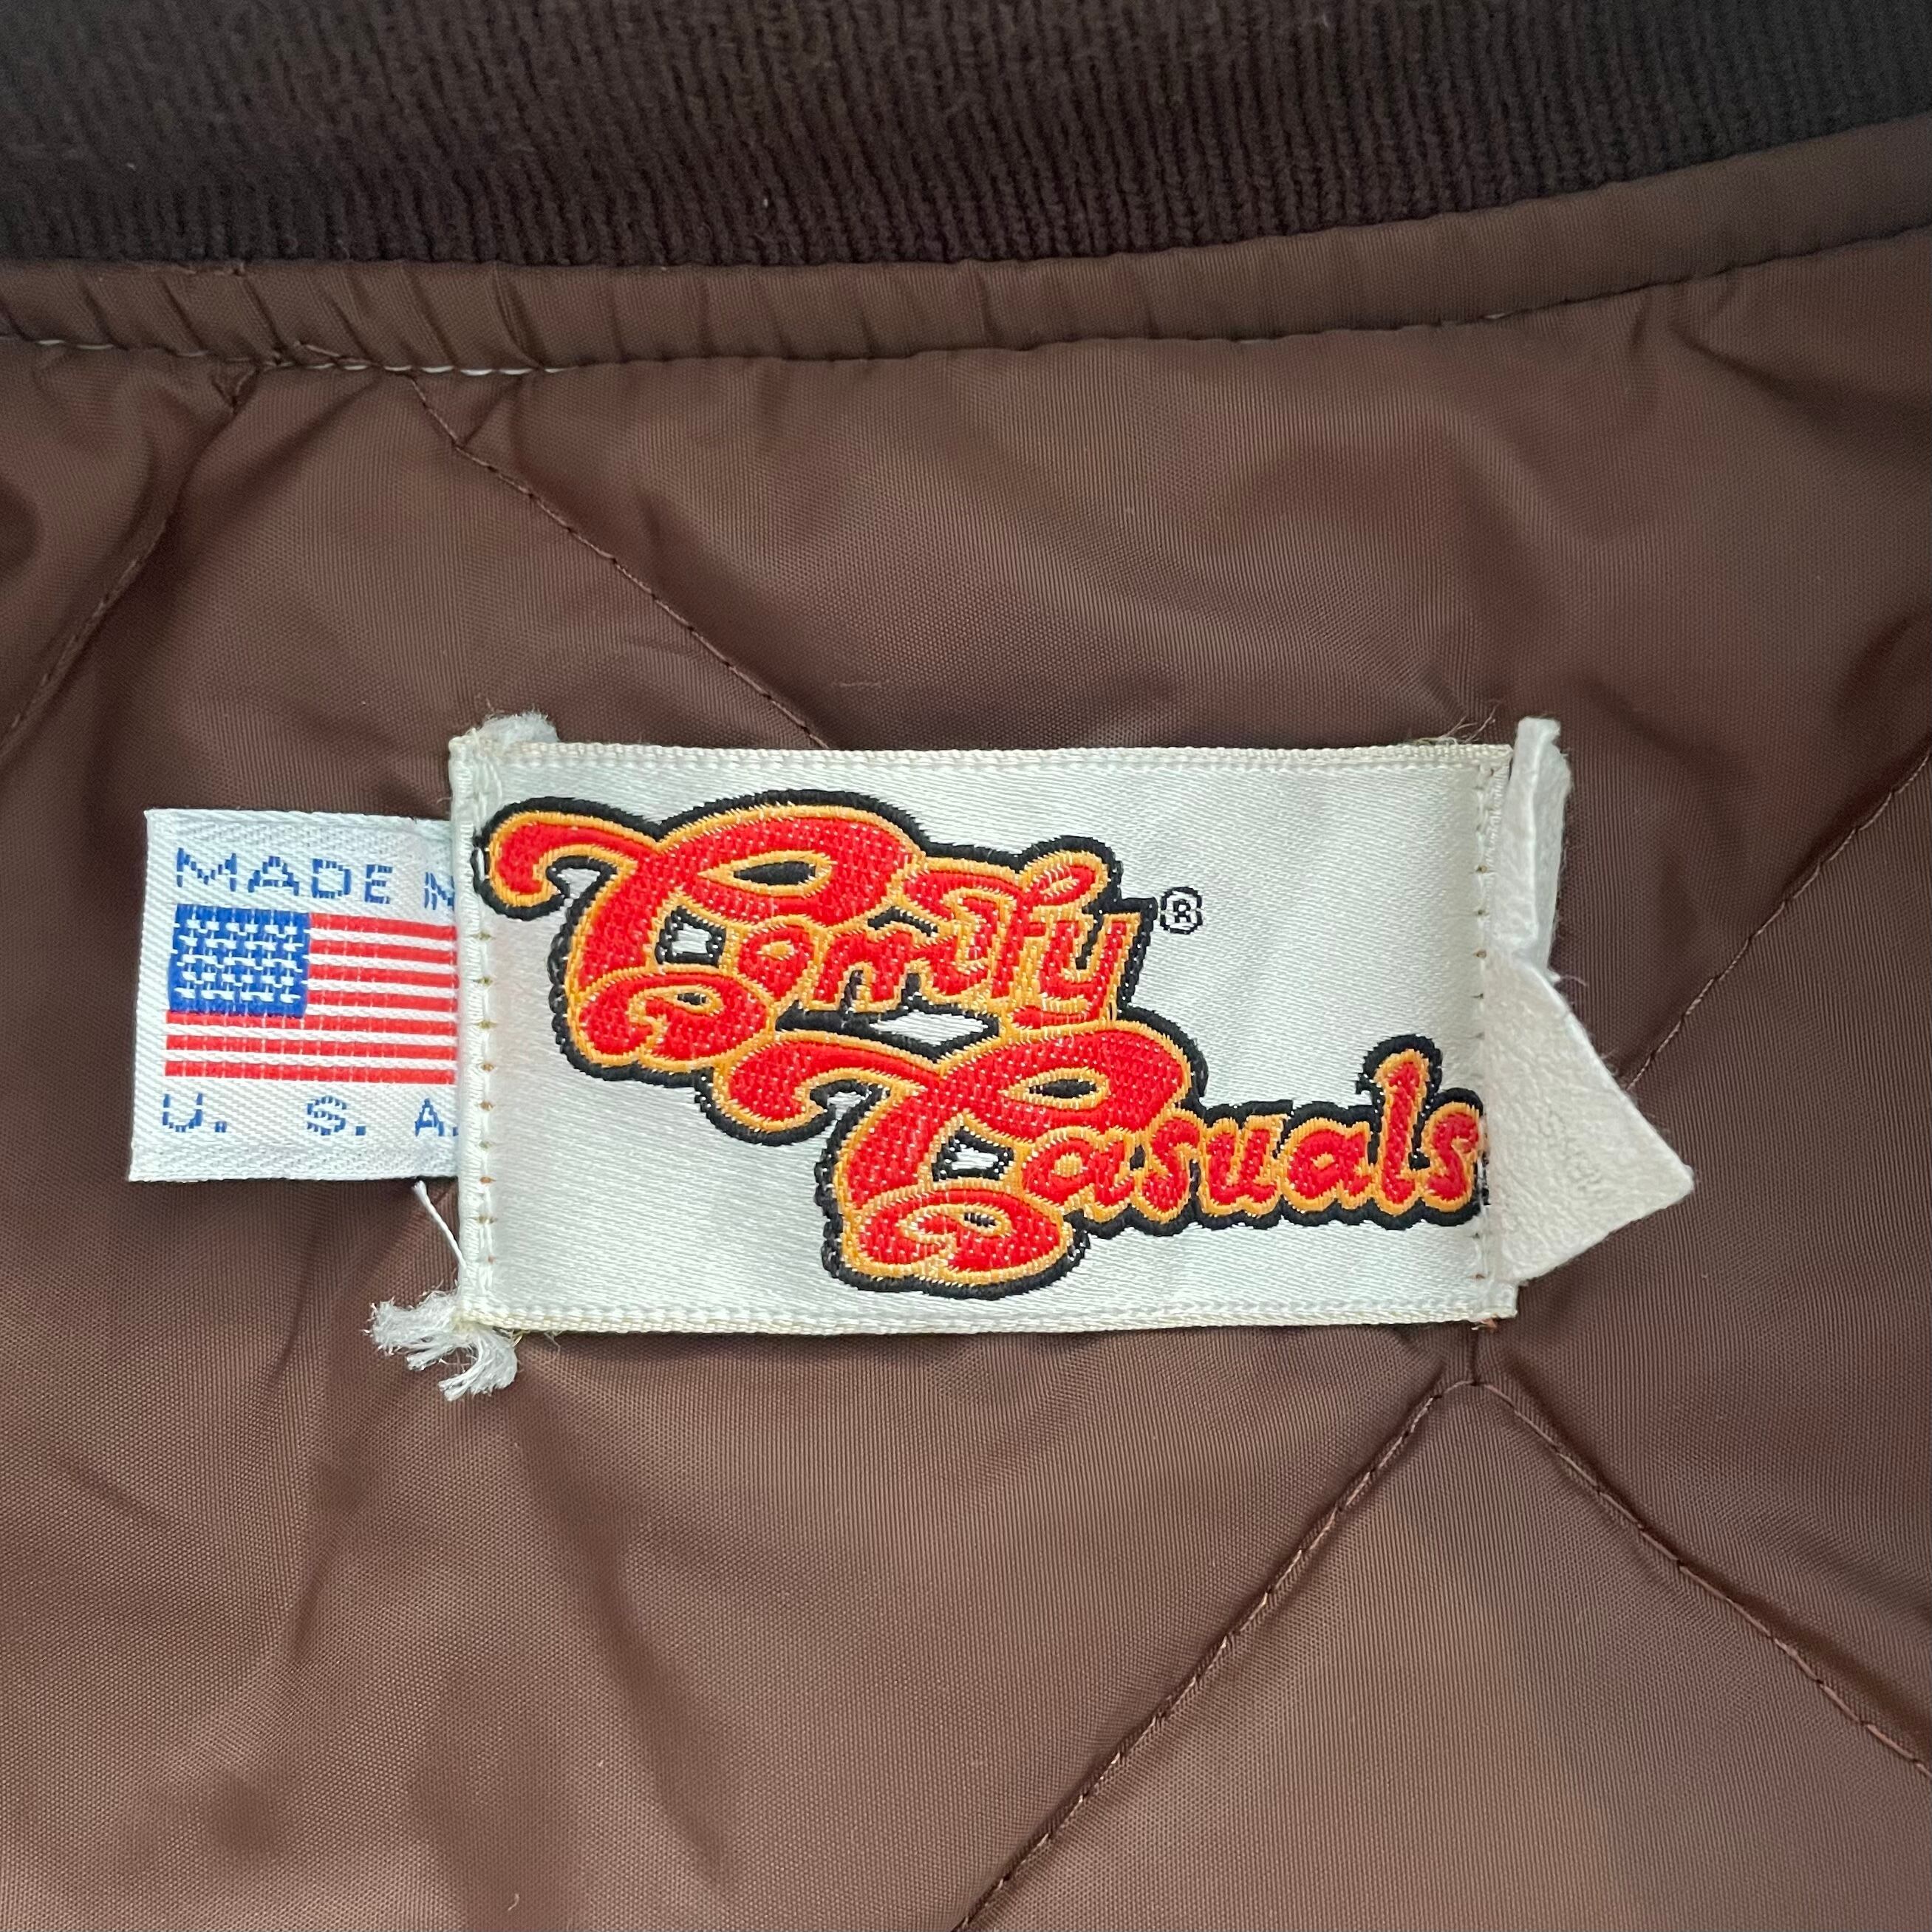 MADE IN
U. S. A.
Comfy®
Casuals